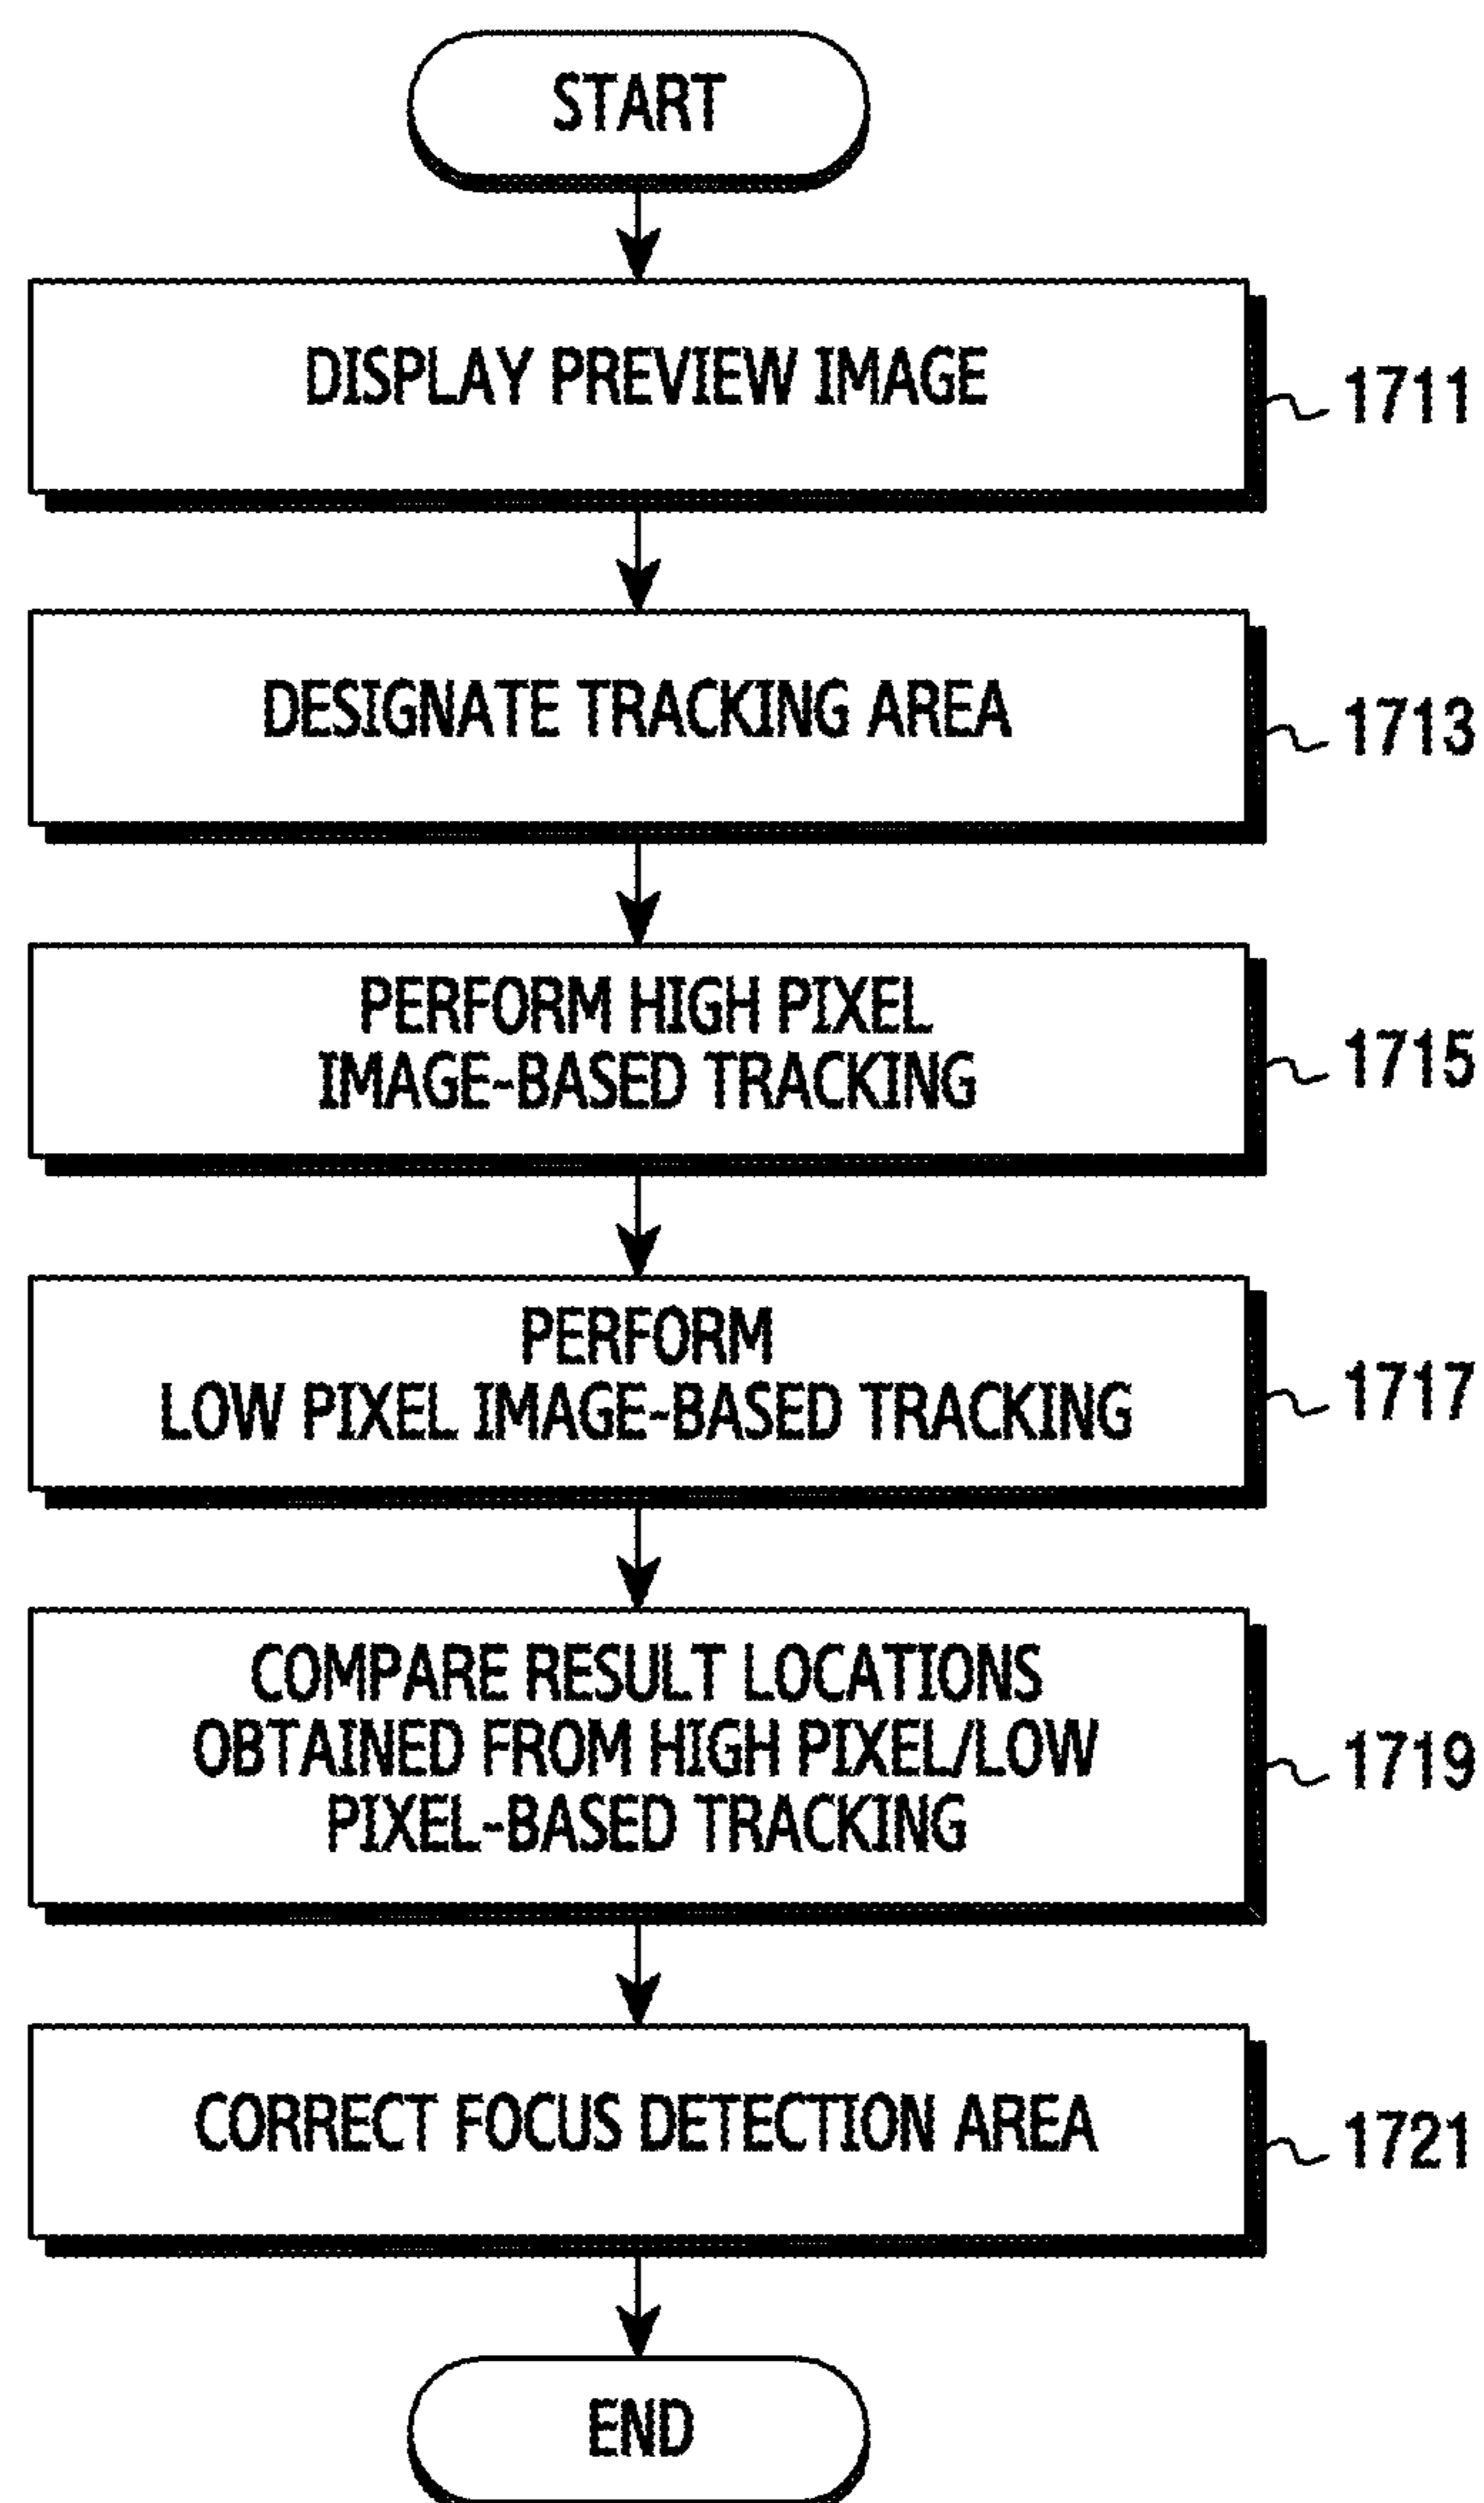 START
DISPLAY PREVIEW IMAGE
1711
DESIGNATE TRACKING AREA
1713
PERFORM HIGH PIXEL
IMAGE-BASED TRACKING
1715
PERFORM
LOW PIXEL IMAGE-BASED TRACKING
1717
COMPARE RESULT LOCATIONS
OBTAINED FROM HIGH PIXEL/LOW
PIXEL-BASED TRACKING
1719
CORRECT FOCUS DETECTION AREA
1721
END